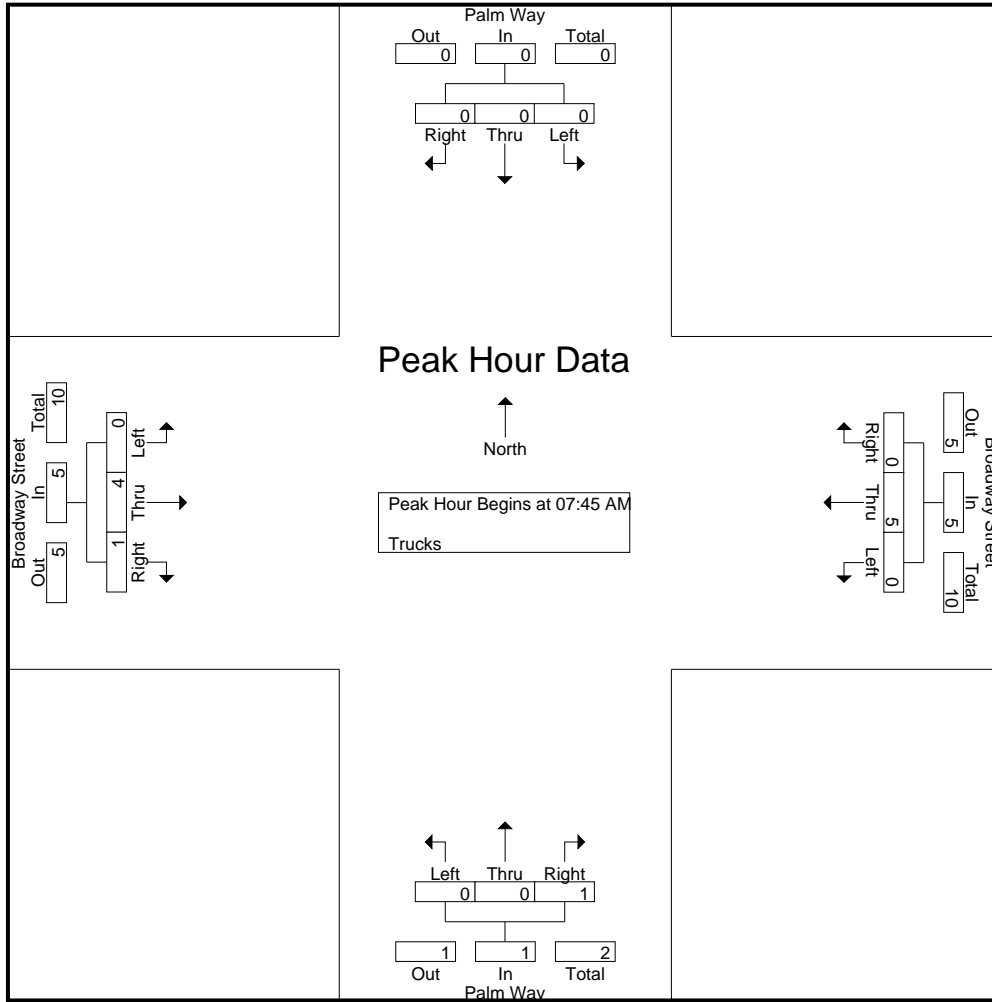 Palm Way
Out In Total
0 0 0
0 0 0
Right Thru Left
Peak Hour Data
North
Peak Hour Begins at 07:45 AM
Trucks
Broadway Street
Total In Out
10 5 5
0 4 1
Left Thru Right
Broadway Street
Out In Total
5 5 10
0 5 0
Right Thru Left
Left Thru Right
0 0 1
1 1 2
Out In Total
Palm Way